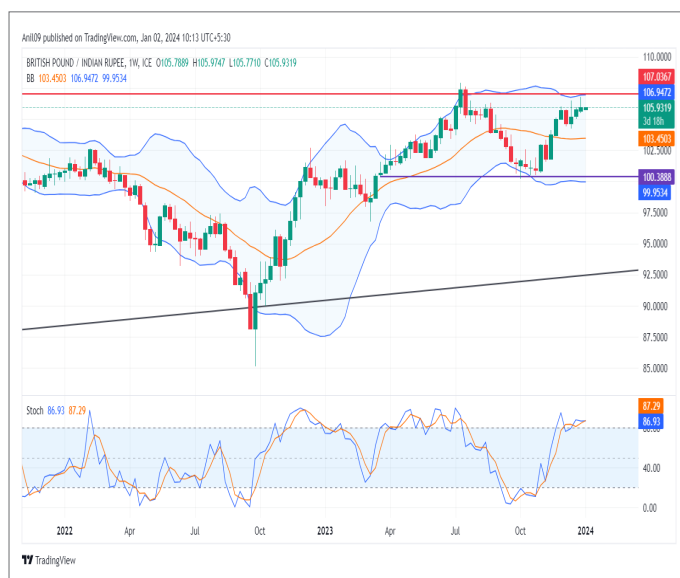 Anil09 published on TradingView.com, Jan 02, 2024 10:13 UTC+5:30
BRITISH POUND / INDIAN RUPEE, 1W, ICE O105.7889 H105.9747 L105.7710 C105.9319
BB 103.4503 106.9472 99.9534
110.0000
107.0367
106.9472
105.9319
3d 18h
103.4503
102.5000
100.3888
99.9534
97.5000
95.0000
92.5000
90.0000
87.5000
85.0000
Stoch 86.93 87.29
87.29
86.93
40.00
0.00
2022 Apr Jul Oct 2023 Apr Jul Oct 2024
TradingView